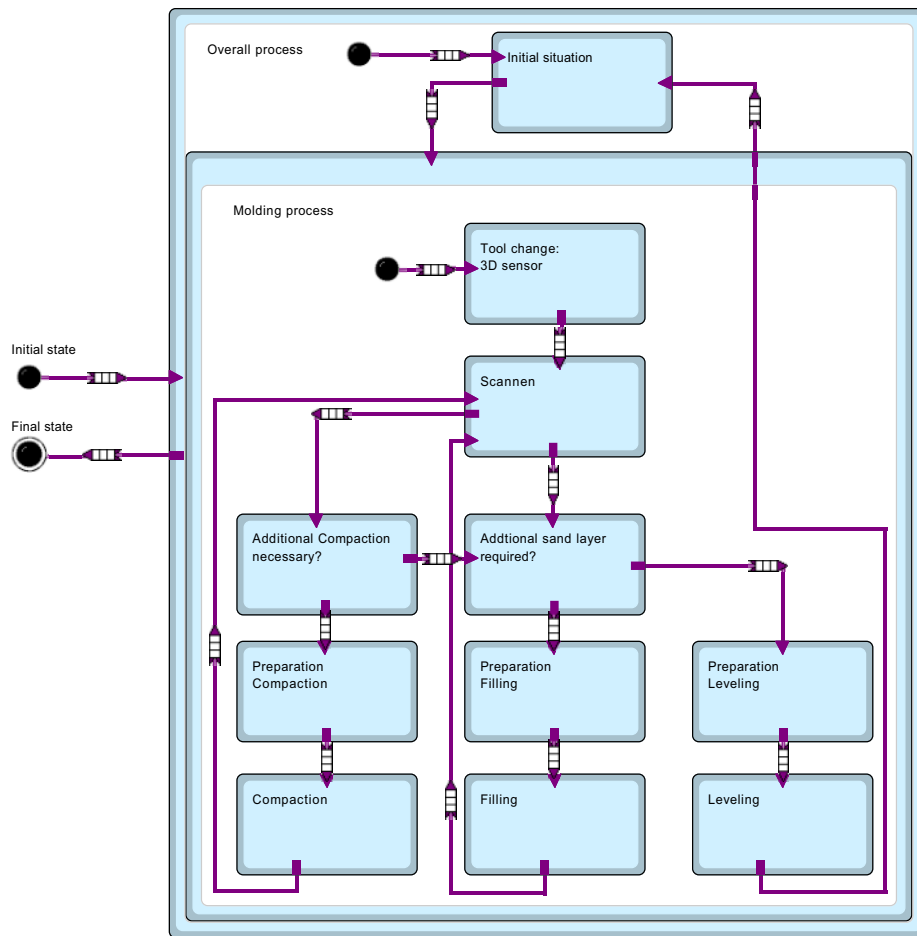 Overall process
Initial situation
Molding process
Tool change:
3D sensor
Initial state
Scannen
Final state
Additional Compaction
necessary?
Addtional sand layer
required?
Preparation
Compaction
Preparation
Filling
Preparation
Leveling
Compaction
Filling
Leveling